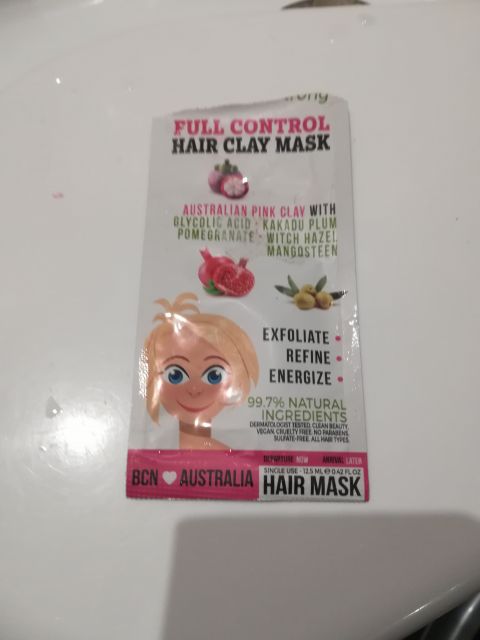 FULL CONTROL
HAIR CLAY MASK
AUSTRALIAN PINK CLAY WITH
GLYCOLIC ACID · KAKADU PLUM
POMEGRANATE · WITCH HAZEL
MANGOSTEEN
EXFOLIATE •
REFINE •
ENERGIZE •
99.7% NATURAL
INGREDIENTS
DERMATOLOGIST TESTED, CLEAN BEAUTY,
VEGAN, CRUELTY FREE, NO PARABENS,
SULFATE-FREE, ALL HAIR TYPES.
DEPARTURE NOW ARRIVAL LATER
BCN AUSTRALIA
SINGLE USE - 12.5 ML ℮ 0.42 FL.OZ
HAIR MASK